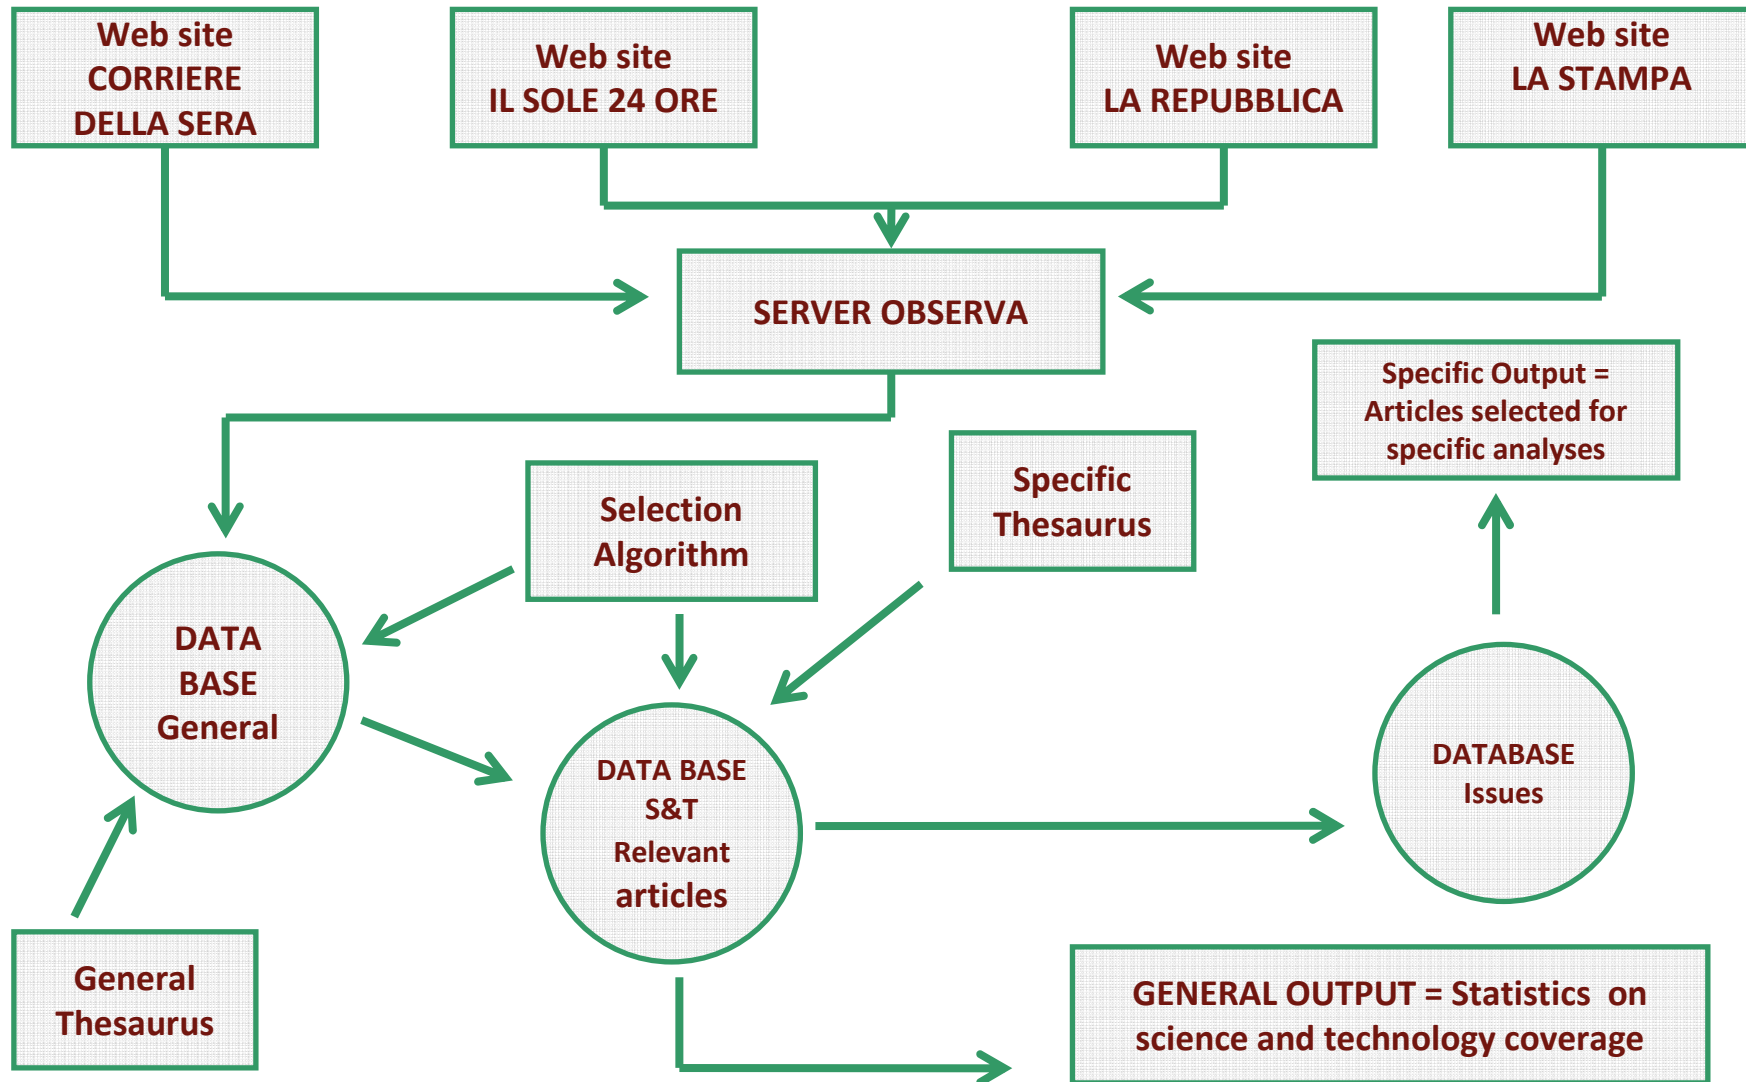 Web site
CORRIERE
DELLA SERA
Web site
IL SOLE 24 ORE
Web site
LA REPUBBLICA
Web site
LA STAMPA
SERVER OBSERVA
Specific Output =
Articles selected for
specific analyses
Selection
Algorithm
Specific
Thesaurus
DATA
BASE
General
DATA BASE
S&T
Relevant
articles
DATABASE
Issues
General
Thesaurus
GENERAL OUTPUT = Statistics on
science and technology coverage